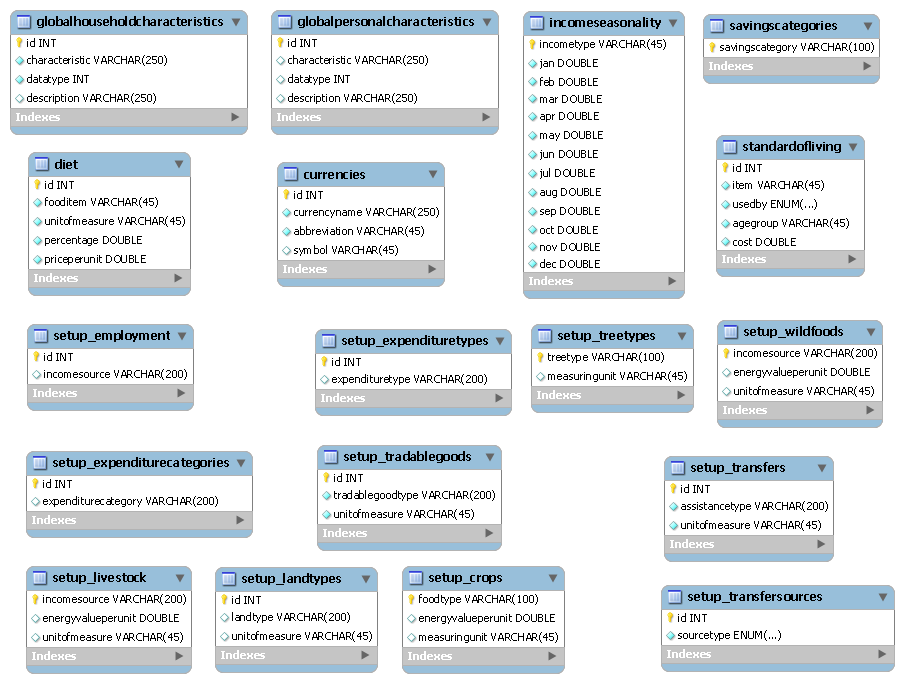 globalhouseholdcharacteristics
id INT
characteristic VARCHAR(250)
datatype INT
description VARCHAR(250)
Indexes
globalpersonalcharacteristics
id INT
characteristic VARCHAR(250)
datatype INT
description VARCHAR(250)
Indexes
incomeseasonality
incometype VARCHAR(45)
jan DOUBLE
feb DOUBLE
mar DOUBLE
apr DOUBLE
may DOUBLE
jun DOUBLE
jul DOUBLE
aug DOUBLE
sep DOUBLE
oct DOUBLE
nov DOUBLE
dec DOUBLE
Indexes
savingscategories
savingscategory VARCHAR(100)
Indexes
diet
id INT
fooditem VARCHAR(45)
unitofmeasure VARCHAR(45)
percentage DOUBLE
priceperunit DOUBLE
Indexes
currencies
id INT
currencyname VARCHAR(250)
abbreviation VARCHAR(45)
symbol VARCHAR(45)
Indexes
standardofliving
id INT
item VARCHAR(45)
usedby ENUM(...)
agegroup VARCHAR(45)
cost DOUBLE
Indexes
setup_employment
id INT
incomesource VARCHAR(200)
Indexes
setup_expendituretypes
id INT
expendituretype VARCHAR(200)
Indexes
setup_treetypes
treetype VARCHAR(100)
measuringunit VARCHAR(45)
Indexes
setup_wildfoods
incomesource VARCHAR(200)
energyvalueperunit DOUBLE
unitofmeasure VARCHAR(45)
Indexes
setup_expenditurecategories
id INT
expenditurecategory VARCHAR(200)
Indexes
setup_tradablegoods
id INT
tradablegoodtype VARCHAR(200)
unitofmeasure VARCHAR(45)
Indexes
setup_transfers
id INT
assistancetype VARCHAR(200)
unitofmeasure VARCHAR(45)
Indexes
setup_livestock
incomesource VARCHAR(200)
energyvalueperunit DOUBLE
unitofmeasure VARCHAR(45)
Indexes
setup_landtypes
id INT
landtype VARCHAR(200)
unitofmeasure VARCHAR(45)
Indexes
setup_crops
foodtype VARCHAR(100)
energyvalueperunit DOUBLE
measuringunit VARCHAR(45)
Indexes
setup_transfersources
id INT
sourcetype ENUM(...)
Indexes